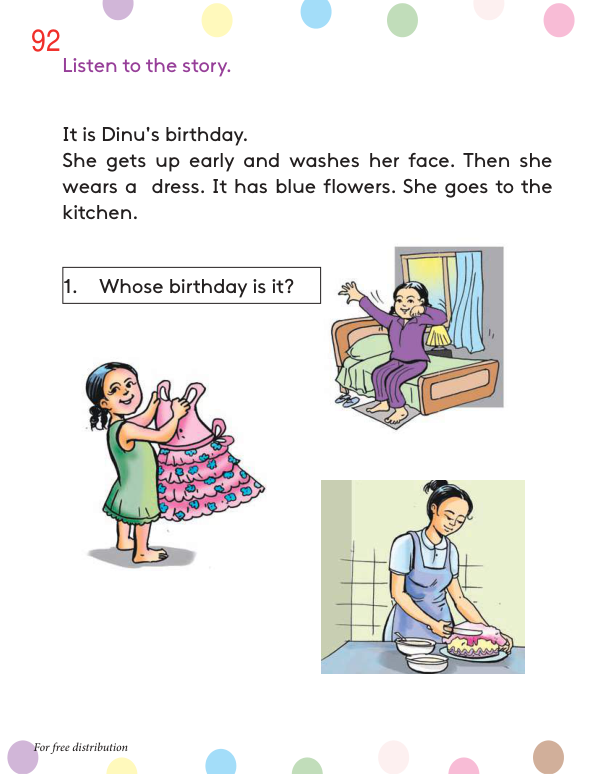 92
Listen to the story.
It is Dinu's birthday.
She gets up early and washes her face. Then she
wears a dress. It has blue flowers. She goes to the
kitchen.
1. Whose birthday is it?
For free distribution